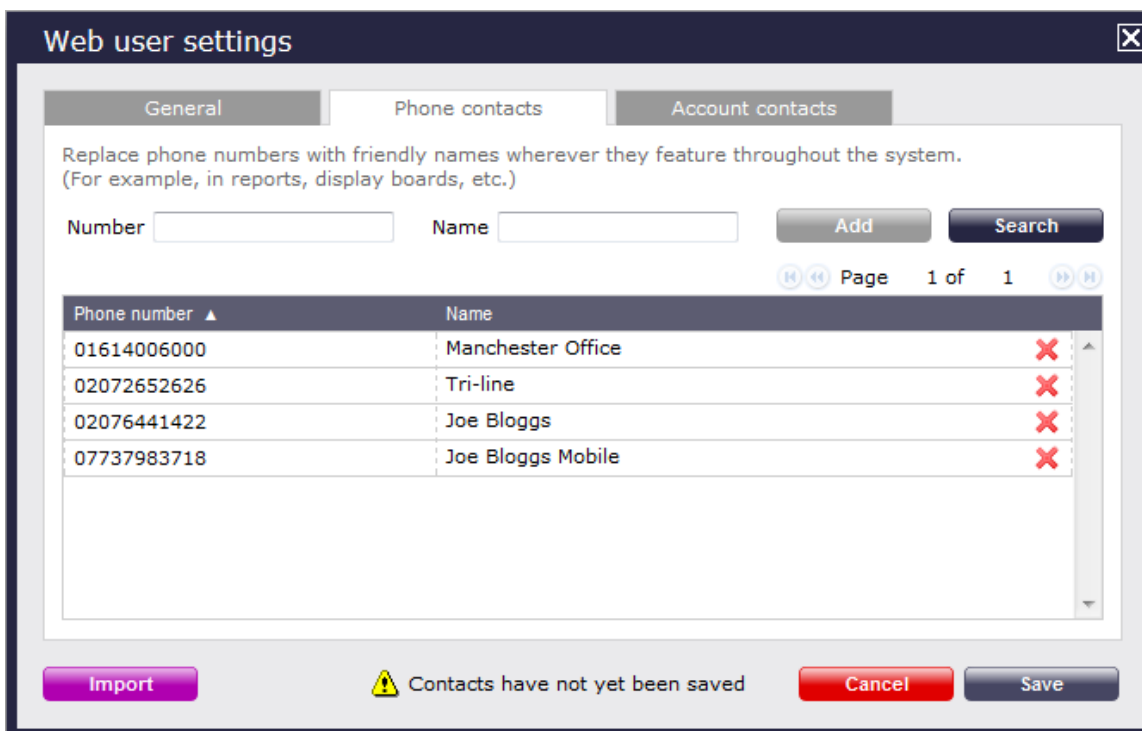 Web user settings
General Phone contacts Account contacts
Replace phone numbers with friendly names wherever they feature throughout the system.
(For example, in reports, display boards, etc.)
Number Name Add Search
Page 1 of 1
Phone number ▲ Name
01614006000 Manchester Office
02072652626 Tri-line
02076441422 Joe Bloggs
07737983718 Joe Bloggs Mobile
Import Contacts have not yet been saved Cancel Save